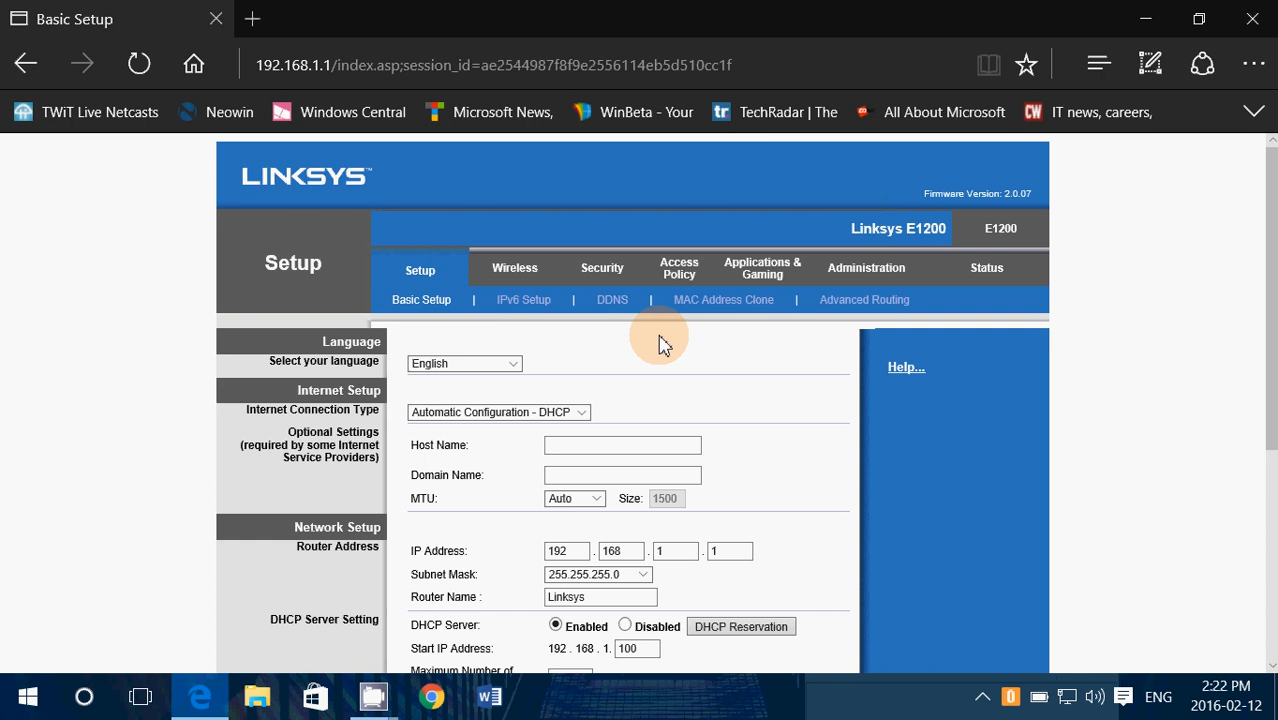 Basic Setup
192.168.1.1/index.asp;session_id=ae2544987f8f9e2556114eb5d510cc1f
TWiT Live Netcasts Neowin Windows Central Microsoft News, WinBeta - Your TechRadar | The All About Microsoft IT news, careers,
LINKSYS™
Firmware Version: 2.0.07
Linksys E1200 E1200
Setup
Setup Wireless Security Access Policy Applications & Gaming Administration Status
Basic Setup | IPv6 Setup | DDNS | MAC Address Clone | Advanced Routing
Language
Select your language English
Help...
Internet Setup
Internet Connection Type Automatic Configuration - DHCP
Optional Settings
(required by some Internet
Service Providers)
Host Name:
Domain Name:
MTU: Auto Size: 1500
Network Setup
Router Address
IP Address: 192 . 168 . 1 . 1
Subnet Mask: 255.255.255.0
Router Name : Linksys
DHCP Server Setting DHCP Server: Enabled Disabled DHCP Reservation
Start IP Address: 192 . 168 . 1. 100
Maximum Number of
ENG
2:22 PM
2016-02-12